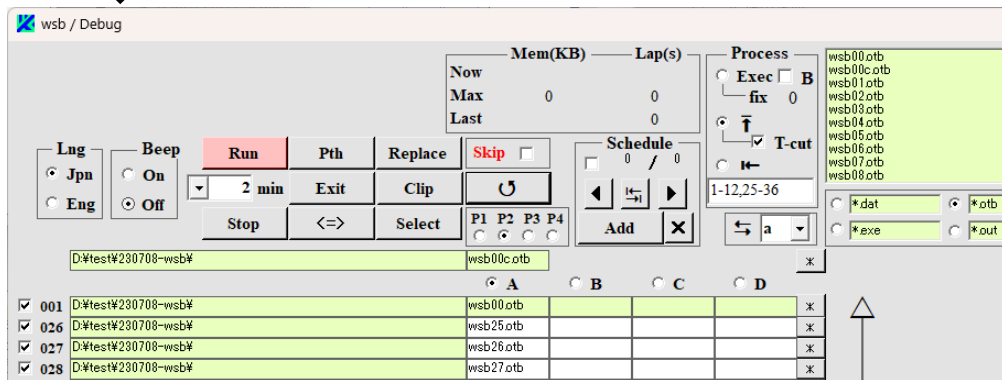 wsb / Debug
Mem(KB) Lap(s)
Now
Max 0 0
Last 0
Process
Exec B
fix 0
T-cut
1-12,25-36
a
wsb00.otb
wsb00c.otb
wsb01.otb
wsb02.otb
wsb03.otb
wsb04.otb
wsb05.otb
wsb06.otb
wsb07.otb
wsb08.otb
*.dat *.otb
*.exe *.out
Lng
Jpn
Eng
Beep
On
Off
Run Pth Replace Skip
2 min Exit Clip
Stop <=> Select P1 P2 P3 P4
Schedule
0 / 0
Add
D:¥test¥230708-wsb¥ wsb00c.otb *
A B C D
001 D:¥test¥230708-wsb¥ wsb00.otb *
026 D:¥test¥230708-wsb¥ wsb25.otb *
027 D:¥test¥230708-wsb¥ wsb26.otb *
028 D:¥test¥230708-wsb¥ wsb27.otb *